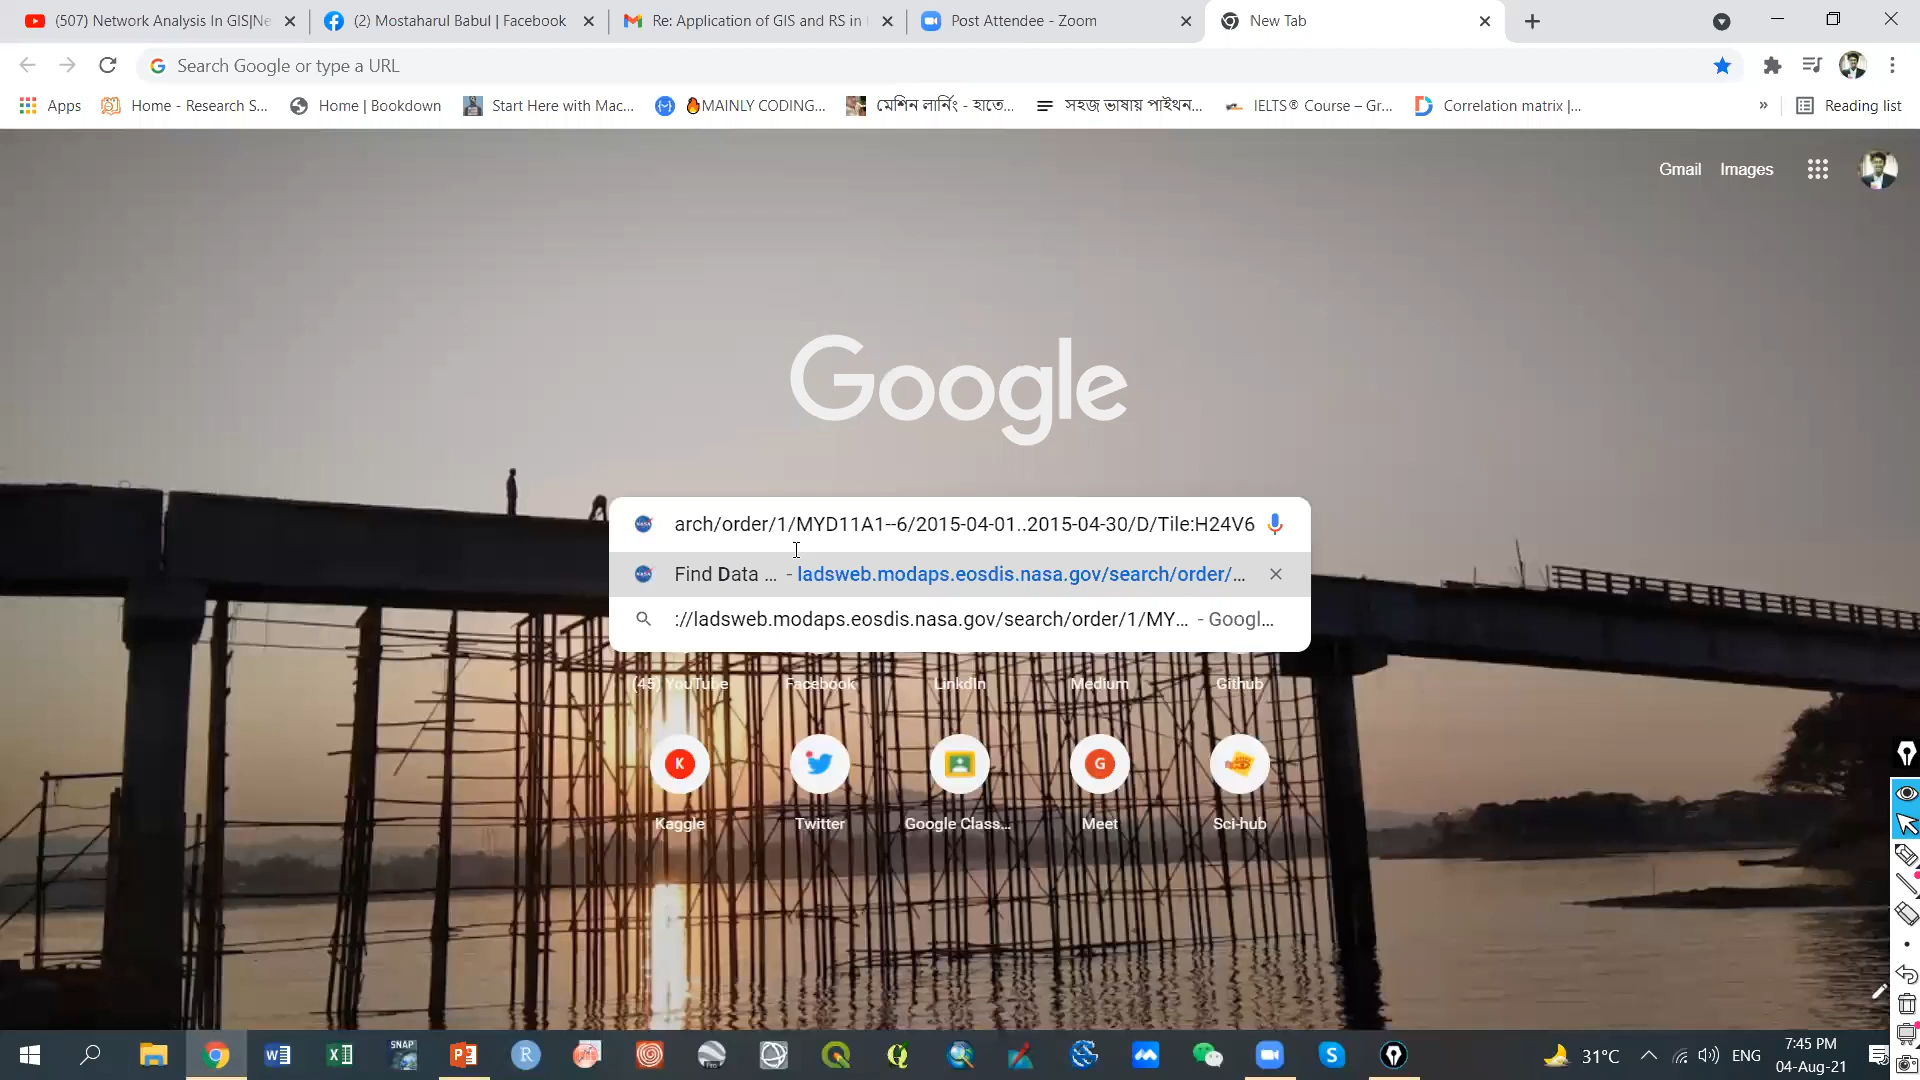 (507) Network Analysis In GIS|Ne
(2) Mostaharul Babul | Facebook
Re: Application of GIS and RS in
Post Attendee - Zoom
New Tab
Search Google or type a URL
Apps
Home - Research S...
Home | Bookdown
Start Here with Mac...
🔥MAINLY CODING...
মেশিন লার্নিং - হাতে...
সহজ ভাষায় পাইথন...
IELTS® Course – Gr...
Correlation matrix |...
»
Reading list
Gmail
Images
Google
arch/order/1/MYD11A1--6/2015-04-01..2015-04-30/D/Tile:H24V6
Find Data ... - ladsweb.modaps.eosdis.nasa.gov/search/order/...
://ladsweb.modaps.eosdis.nasa.gov/search/order/1/MY... - Googl...
(45) YouTube
Facebook
LinkdIn
Medium
Github
K
G
Kaggle
Twitter
Google Class...
Meet
Sci-hub
SNAP
31°C
ENG
7:45 PM
04-Aug-21